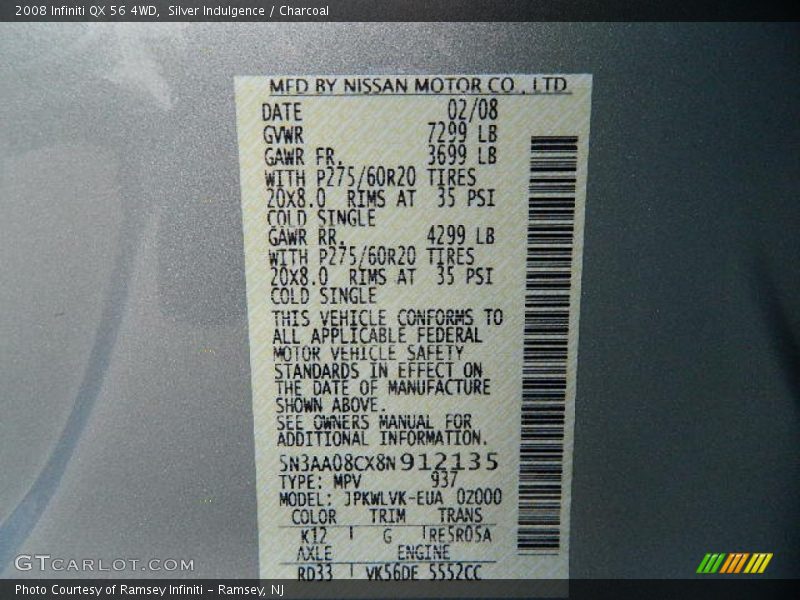 2008 Infiniti QX 56 4WD,  Silver Indulgence / Charcoal
MFD BY NISSAN MOTOR CO., LTD.
DATE 02/08
GVWR 7299 LB
GAWR FR. 3699 LB
WITH P275/60R20 TIRES
20X8.0 RIMS AT 35 PSI
COLD SINGLE
GAWR RR. 4299 LB
WITH P275/60R20 TIRES
20X8.0 RIMS AT 35 PSI
COLD SINGLE
THIS VEHICLE CONFORMS TO
ALL APPLICABLE FEDERAL
MOTOR VEHICLE SAFETY
STANDARDS IN EFFECT ON
THE DATE OF MANUFACTURE
SHOWN ABOVE.
SEE OWNERS MANUAL FOR
ADDITIONAL INFORMATION.
5N3AA08CX8N912135
TYPE: MPV 937
MODEL: JPKWLVK-EUA 0Z000
COLOR TRIM TRANS
K12 G RE5R05A
AXLE ENGINE
RD33 VK56DE 5552CC
GTCARLOT.COM
Photo Courtesy of Ramsey Infiniti - Ramsey, NJ